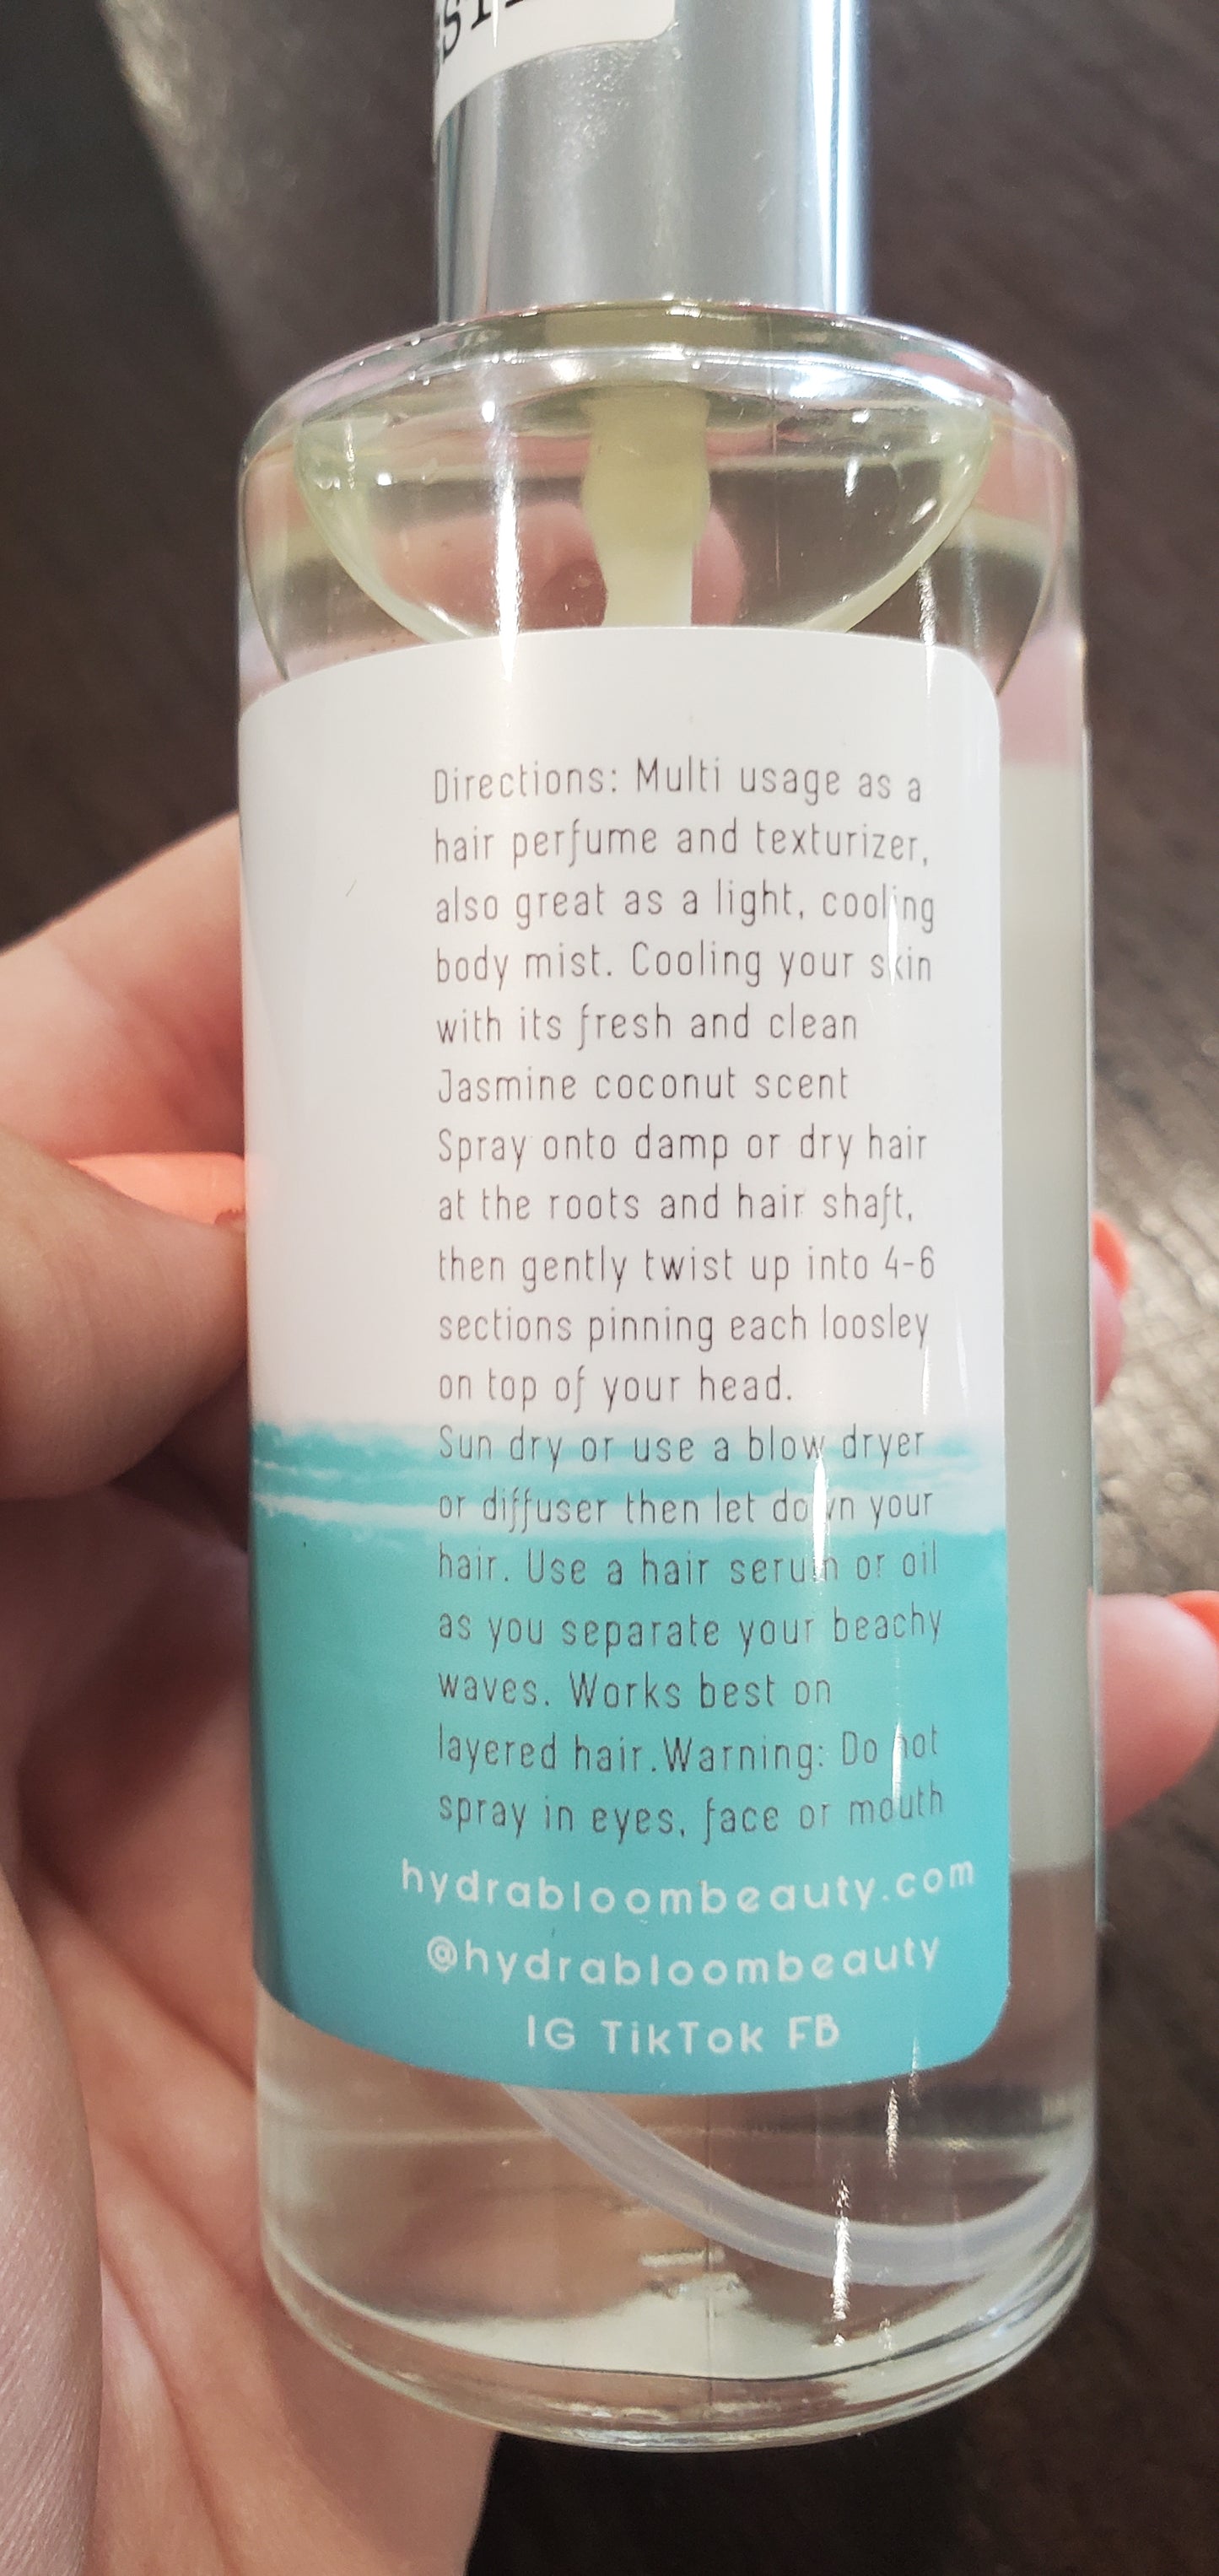 Directions: Multi usage as a
hair perfume and texturizer,
also great as a light, cooling
body mist. Cooling your skin
with its fresh and clean
Jasmine coconut scent
Spray onto damp or dry hair
at the roots and hair shaft,
then gently twist up into 4-6
sections pinning each loosley
on top of your head.
Sun dry or use a blow dryer
or diffuser then let down your
hair. Use a hair serum or oil
as you separate your beachy
waves. Works best on
layered hair.Warning: Do not
spray in eyes, face or mouth
hydrabloombeauty.com
@hydrabloombeauty
IG TikTok FB